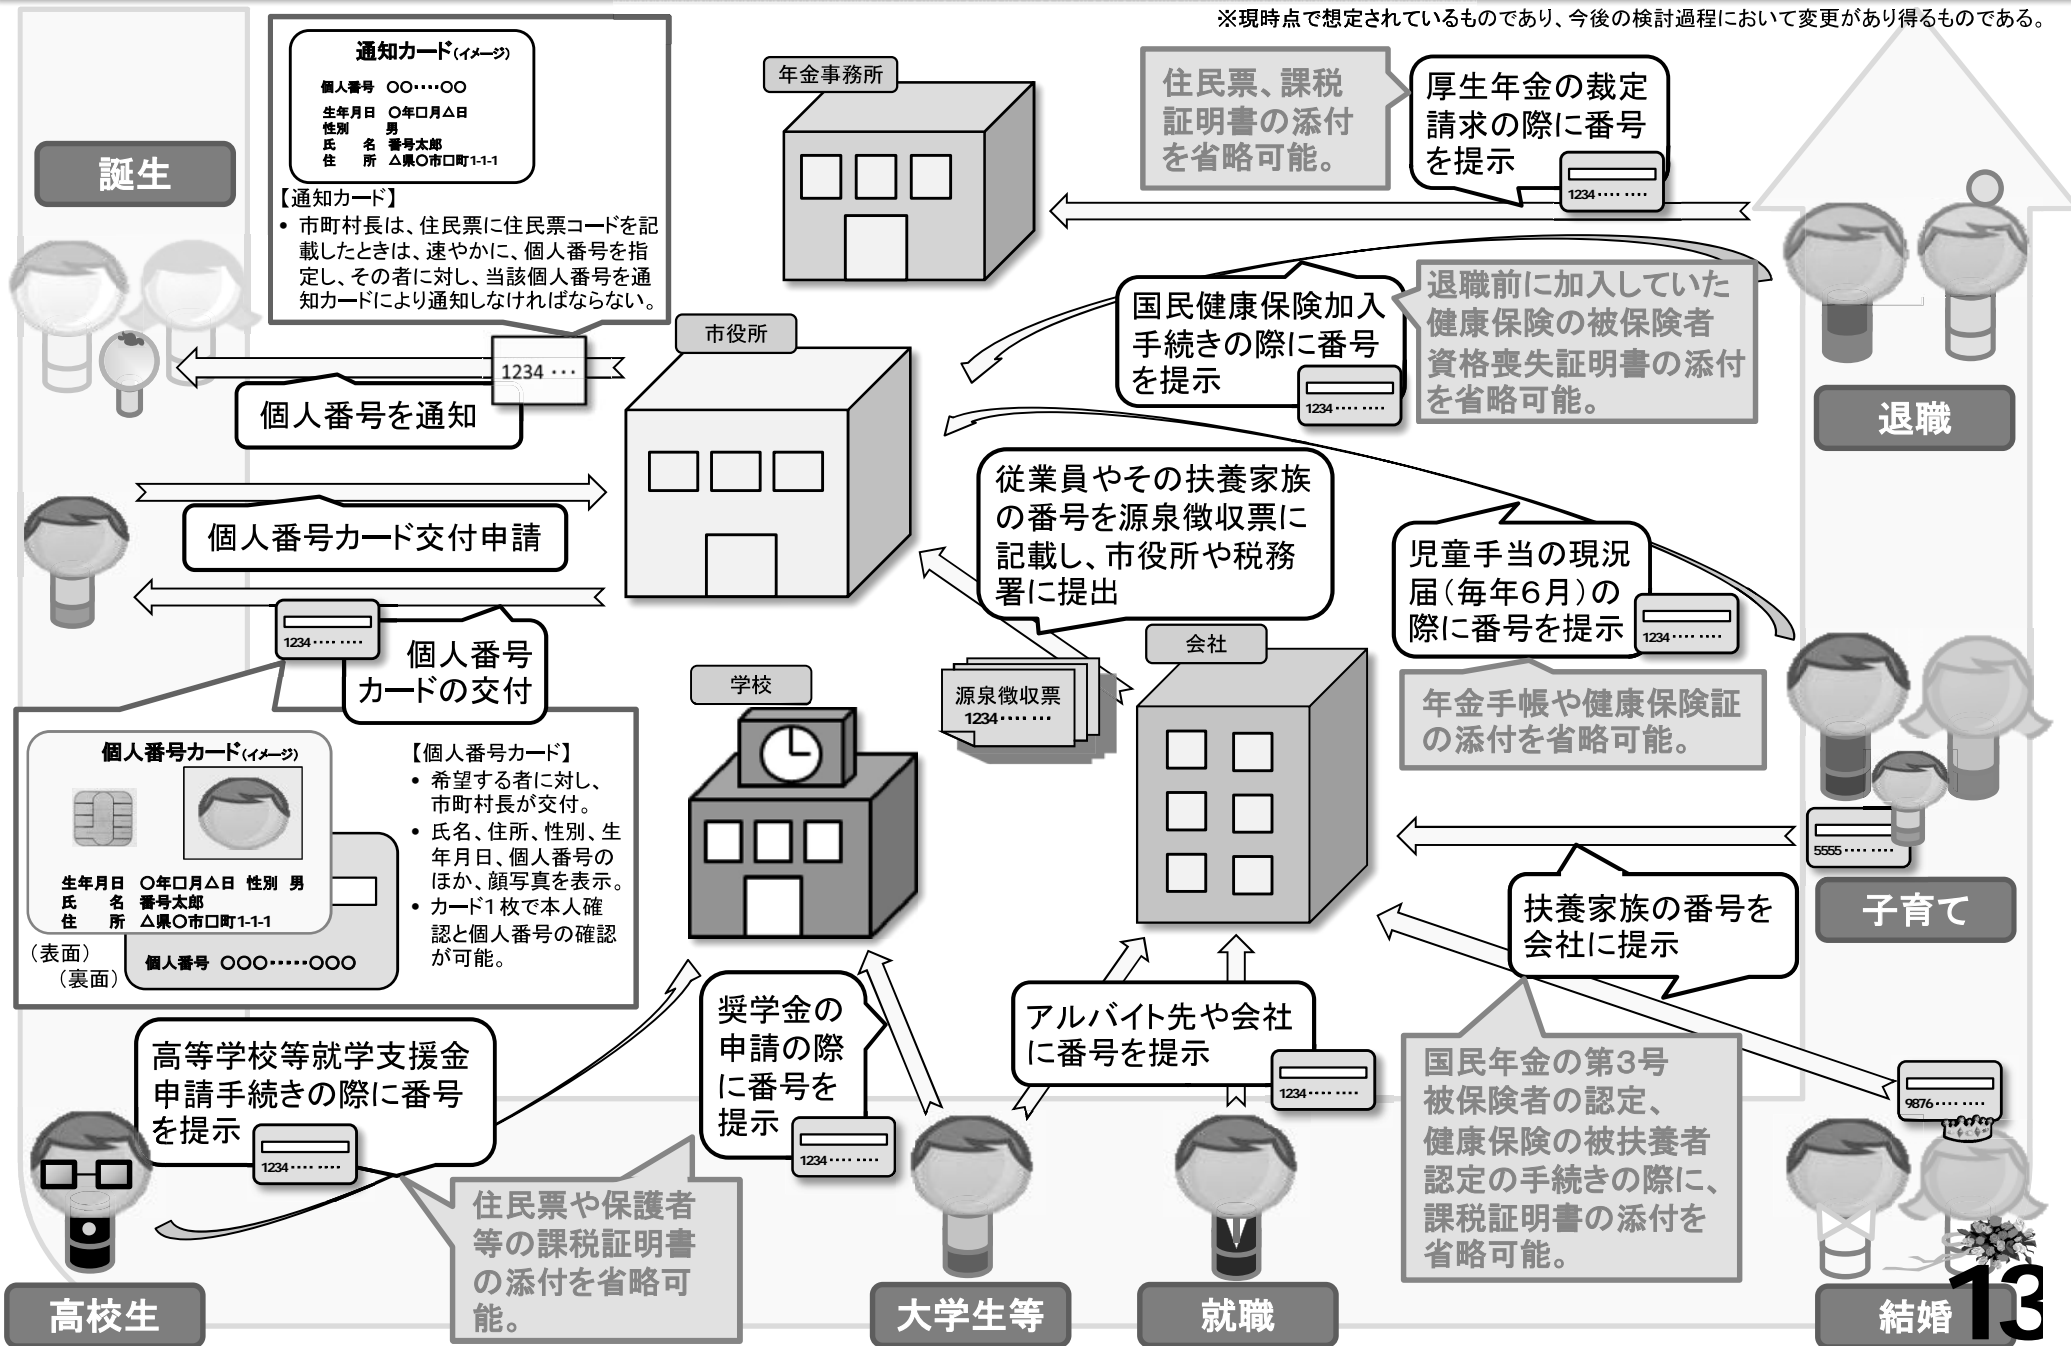 ※現時点で想定されているものであり、今後の検討過程において変更があり得るものである。
通知カード(イメージ)
個人番号 〇〇‥‥〇〇
生年月日 〇年□月△日
性別 男
氏 名 番号太郎
住 所 △県〇市□町1-1-1
【通知カード】
• 市町村長は、住民票に住民票コードを記
載したときは、速やかに、個人番号を指
定し、その者に対し、当該個人番号を通
知カードにより通知しなければならない。
誕生
年金事務所
住民票、課税
証明書の添付
を省略可能。
厚生年金の裁定
請求の際に番号
を提示
1234‥‥ ‥‥
市役所
1234 ‥・
個人番号を通知
国民健康保険加入
手続きの際に番号
を提示
1234‥‥ ‥‥
退職前に加入していた
健康保険の被保険者
資格喪失証明書の添付
を省略可能。
退職
個人番号カード交付申請
従業員やその扶養家族
の番号を源泉徴収票に
記載し、市役所や税務
署に提出
児童手当の現況
届(毎年6月)の
際に番号を提示
1234‥‥ ‥‥
1234‥‥ ‥‥
個人番号
カードの交付
学校
会社
源泉徴収票
1234‥‥ ‥・
年金手帳や健康保険証
の添付を省略可能。
個人番号カード(イメージ)
生年月日 〇年□月△日 性別 男
氏 名 番号太郎
住 所 △県〇市□町1-1-1
(表面)
(裏面)
個人番号 〇〇〇‥‥・〇〇〇
【個人番号カード】
• 希望する者に対し、
市町村長が交付。
• 氏名、住所、性別、生
年月日、個人番号の
ほか、顔写真を表示。
• カード1枚で本人確
認と個人番号の確認
が可能。
5555‥‥ ‥‥
子育て
扶養家族の番号を
会社に提示
高等学校等就学支援金
申請手続きの際に番号
を提示
1234‥‥ ‥‥
奨学金の
申請の際
に番号を
提示
1234‥‥ ‥‥
アルバイト先や会社
に番号を提示
1234‥‥ ‥‥
国民年金の第3号
被保険者の認定、
健康保険の被扶養者
認定の手続きの際に、
課税証明書の添付を
省略可能。
9876‥‥ ‥‥
住民票や保護者
等の課税証明書
の添付を省略可
能。
高校生
大学生等
就職
結婚
13